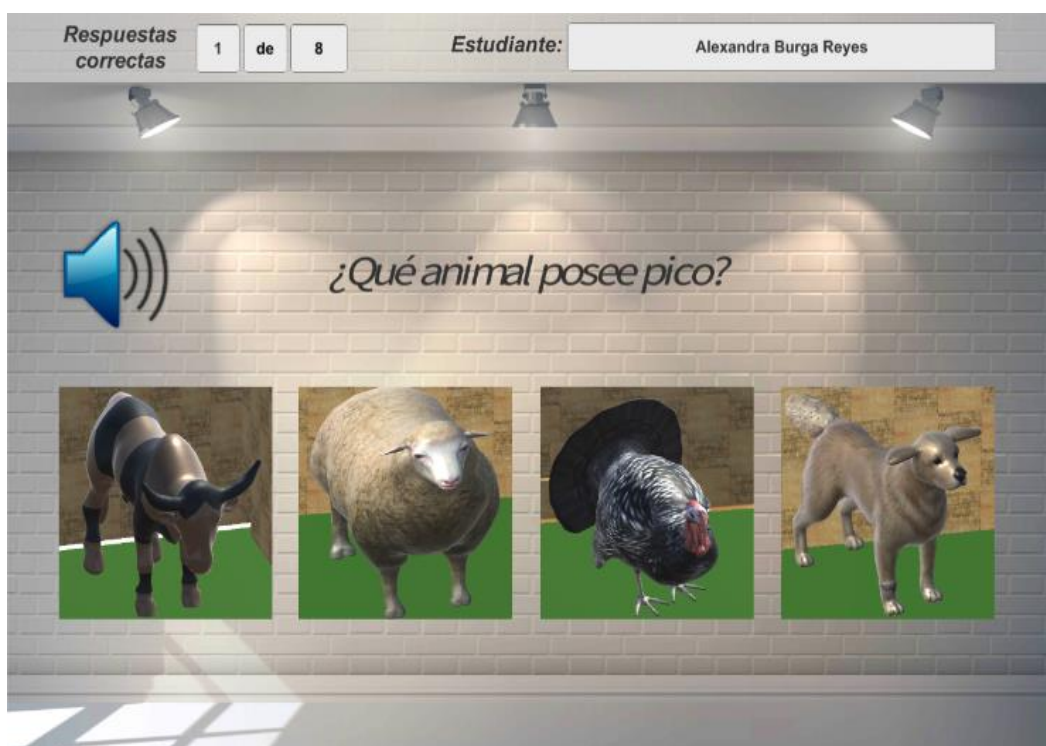 Respuestas
correctas
1 de 8
Estudiante:
Alexandra Burga Reyes
¿Qué animal posee pico?